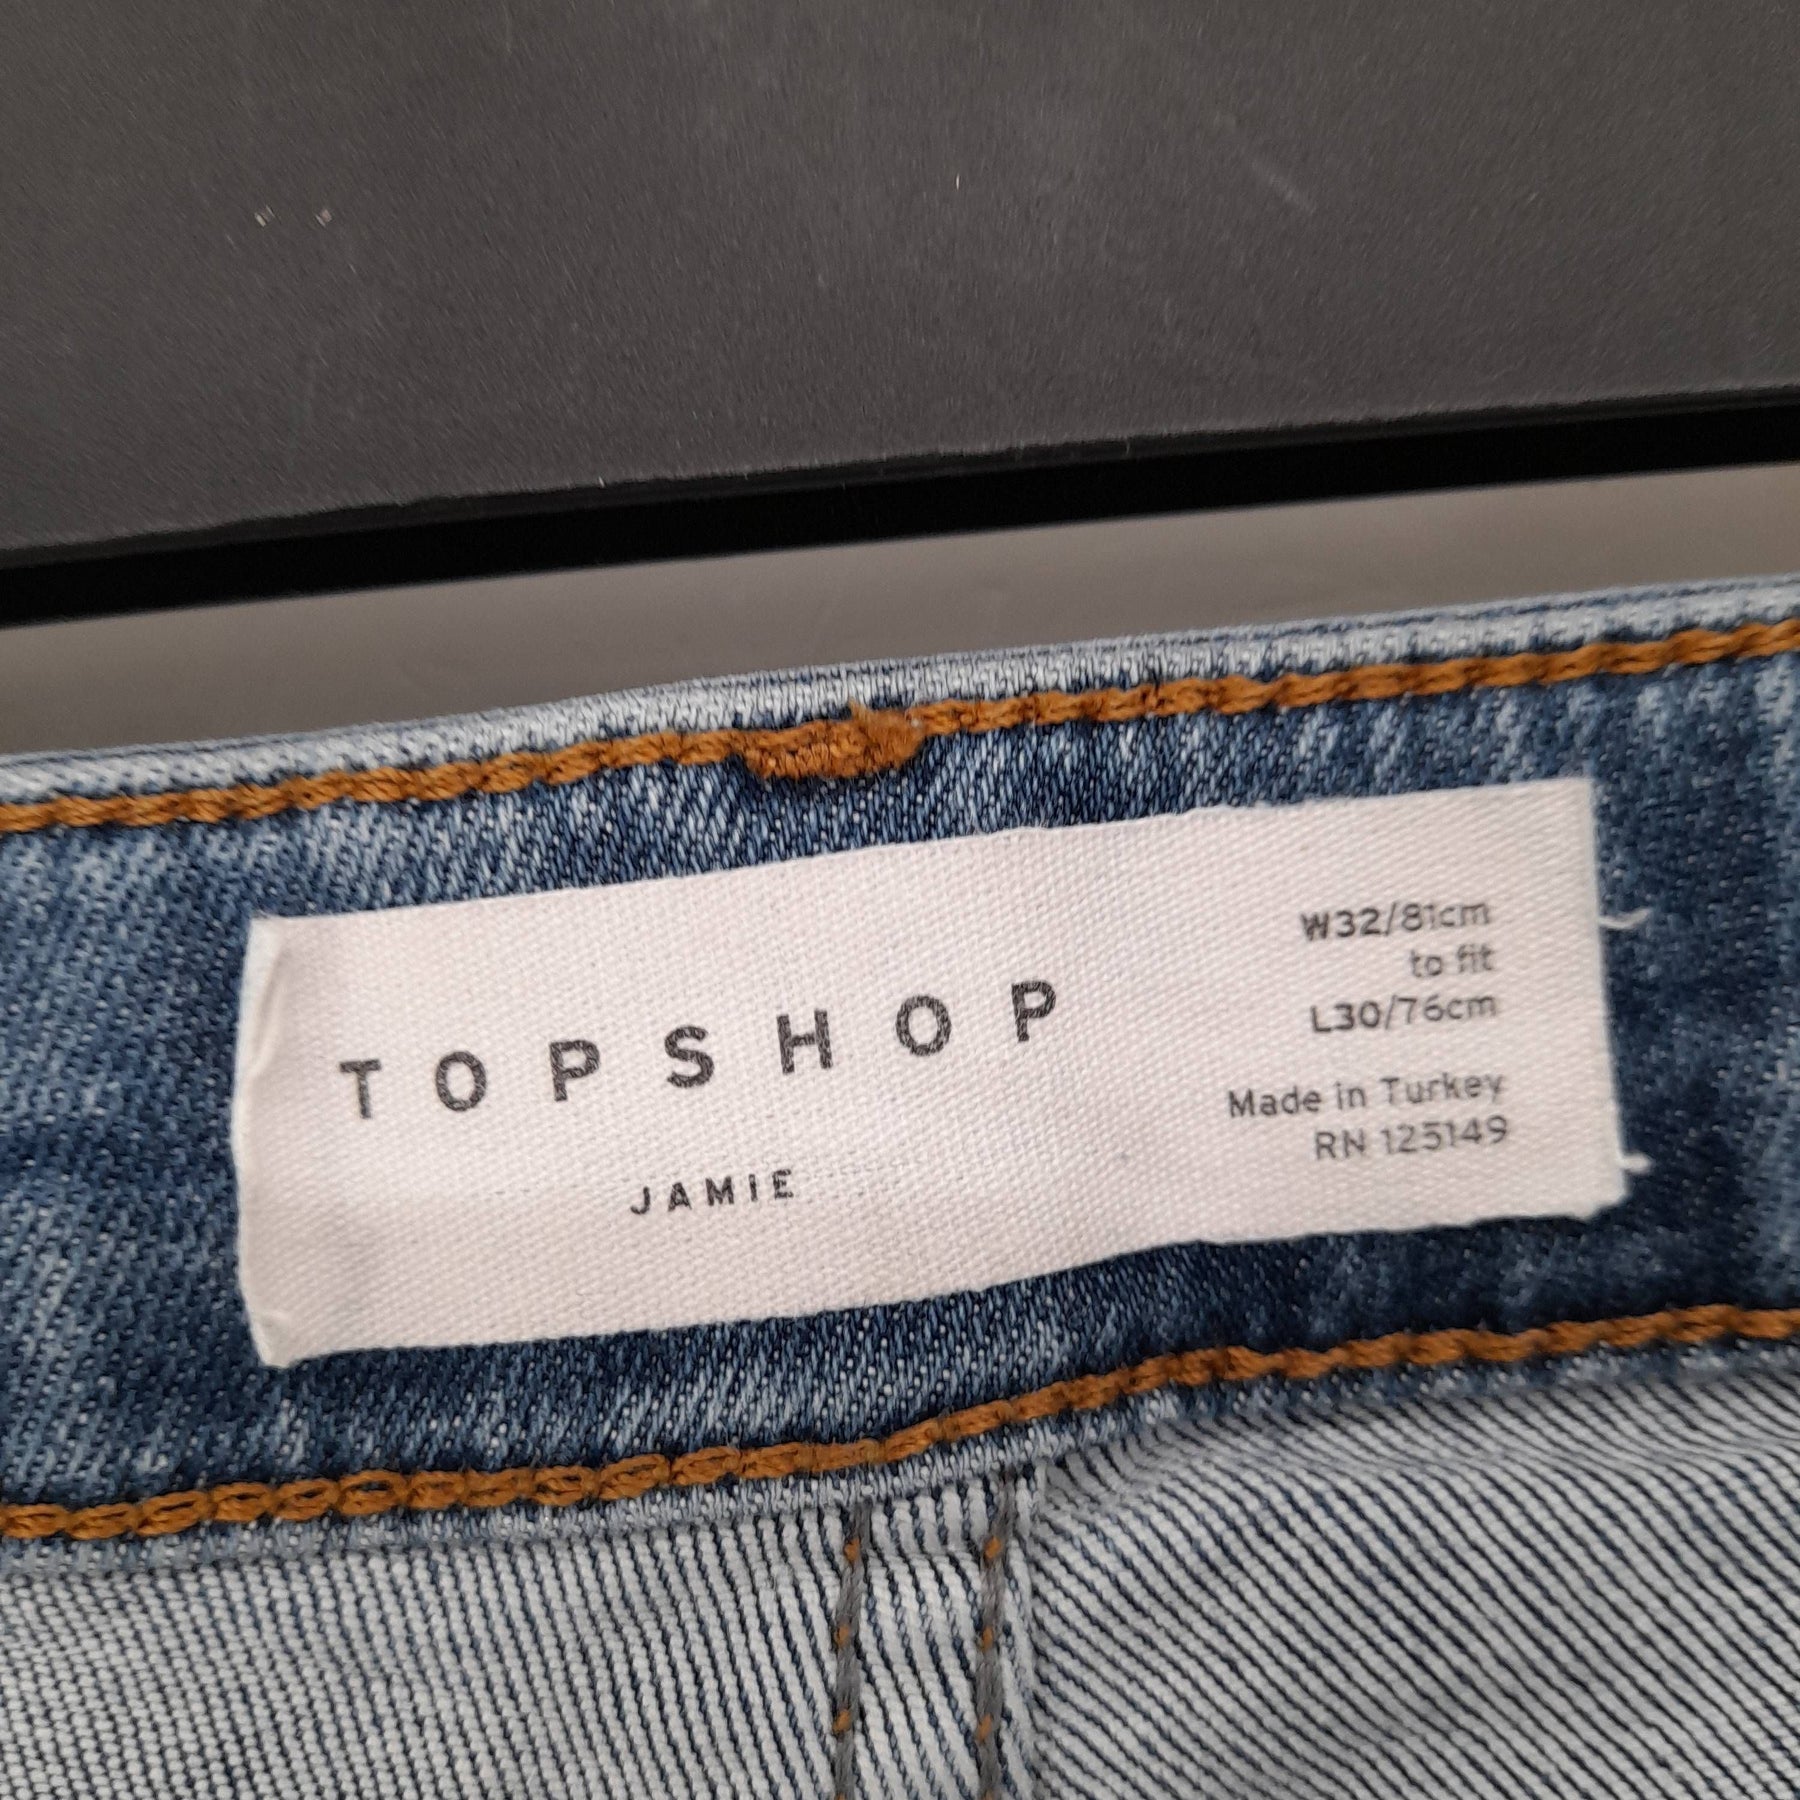 TOPSHOP
JAMIE
W32/81cm
to fit
L30/76cm
Made in Turkey
RN 125149